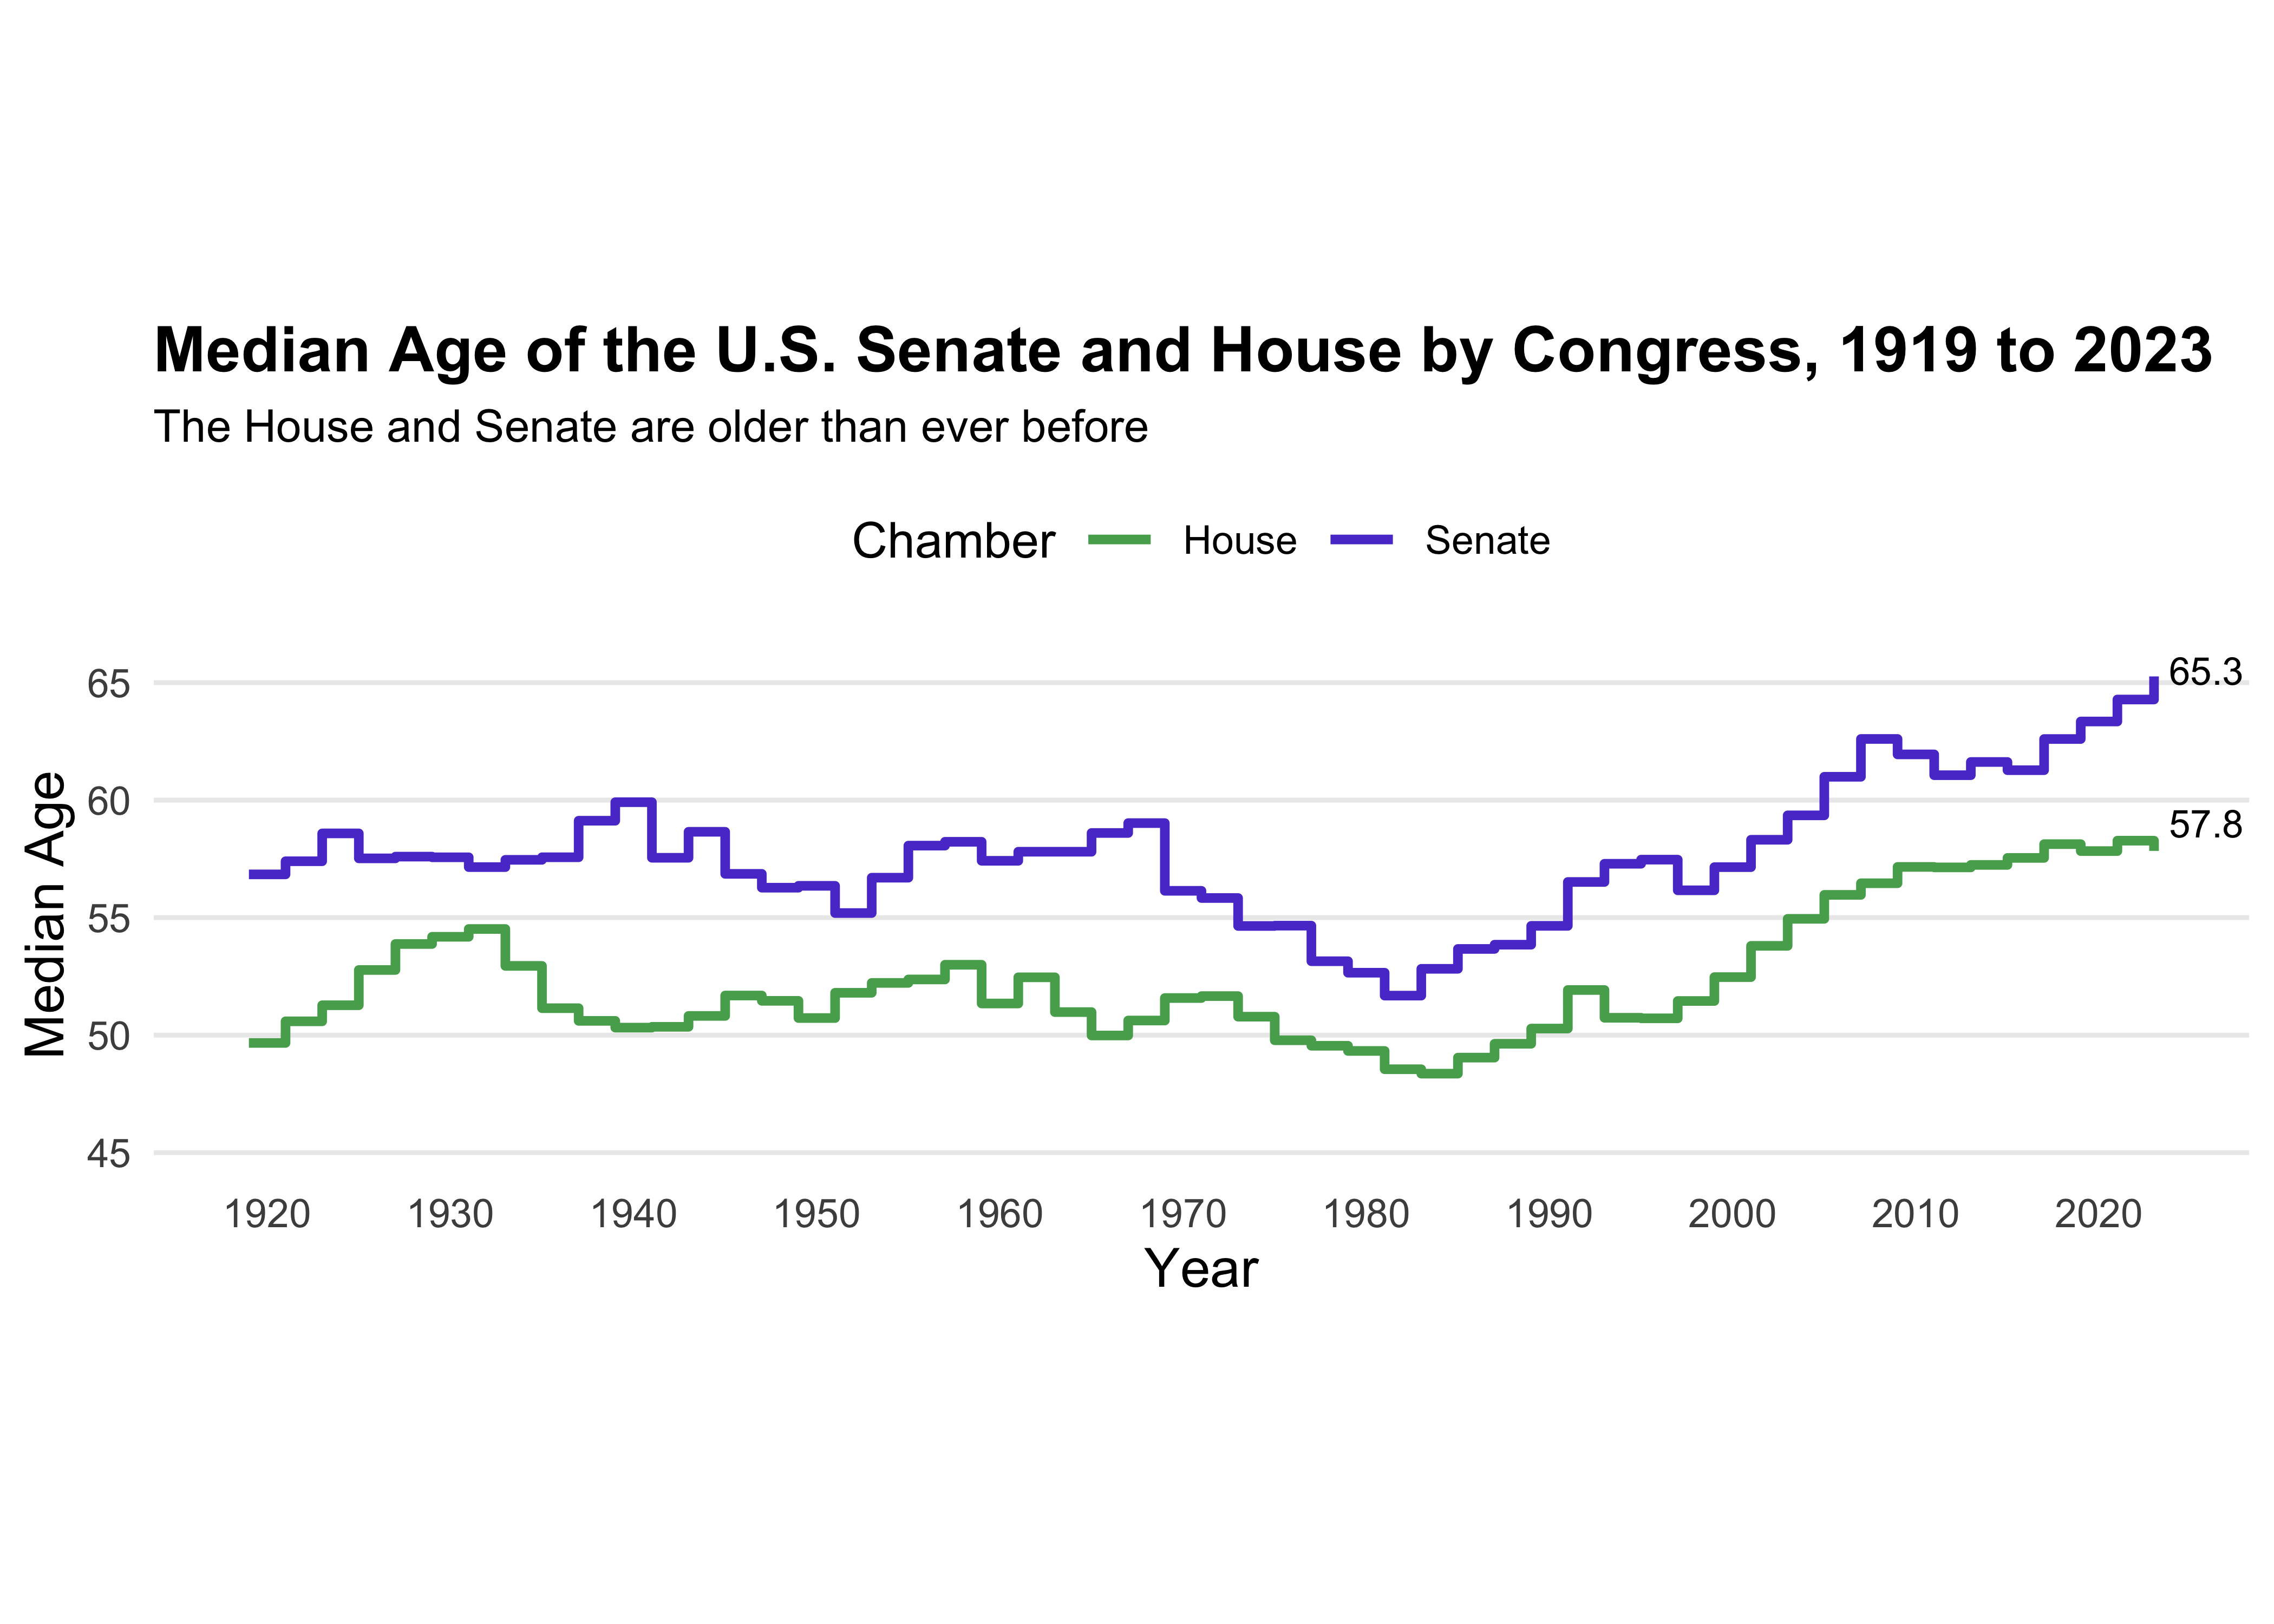 Median Age of the U.S. Senate and House by Congress, 1919 to 2023
The House and Senate are older than ever before
Chamber House Senate
65.3
65
60
57.8
55
50
45
Median Age
1920 1930 1940 1950 1960 1970 1980 1990 2000 2010 2020
Year